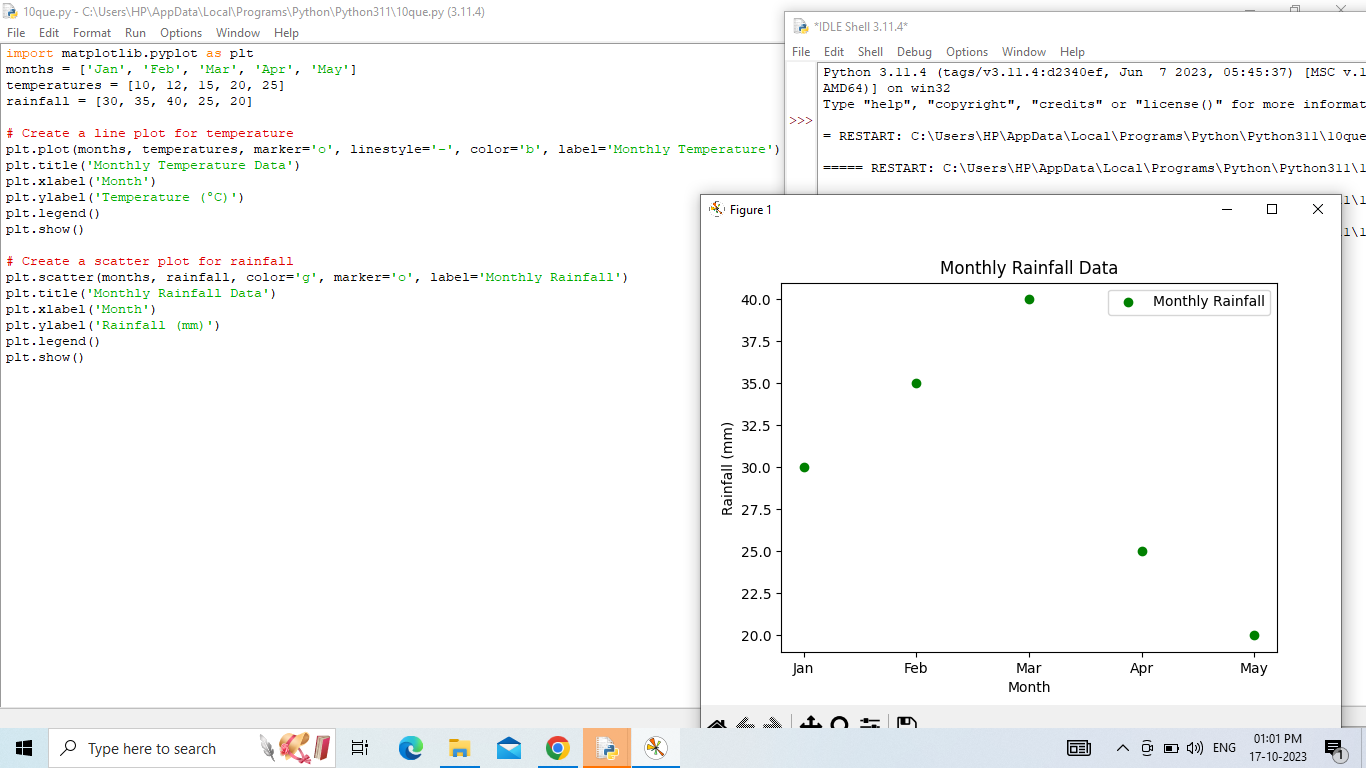 10que.py - C:\Users\HP\AppData\Local\Programs\Python\Python311\10que.py (3.11.4)
File Edit Format Run Options Window Help
import matplotlib.pyplot as plt
months = ['Jan', 'Feb', 'Mar', 'Apr', 'May']
temperatures = [10, 12, 15, 20, 25]
rainfall = [30, 35, 40, 25, 20]
# Create a line plot for temperature
plt.plot(months, temperatures, marker='o', linestyle='-', color='b', label='Monthly Temperature')
plt.title('Monthly Temperature Data')
plt.xlabel('Month')
plt.ylabel('Temperature (°C)')
plt.legend()
plt.show()
# Create a scatter plot for rainfall
plt.scatter(months, rainfall, color='g', marker='o', label='Monthly Rainfall')
plt.title('Monthly Rainfall Data')
plt.xlabel('Month')
plt.ylabel('Rainfall (mm)')
plt.legend()
plt.show()
*IDLE Shell 3.11.4*
File Edit Shell Debug Options Window Help
Python 3.11.4 (tags/v3.11.4:d2340ef, Jun 7 2023, 05:45:37) [MSC v.1
AMD64)] on win32
Type "help", "copyright", "credits" or "license()" for more informat
>>>
= RESTART: C:\Users\HP\AppData\Local\Programs\Python\Python311\10que
===== RESTART: C:\Users\HP\AppData\Local\Programs\Python\Python311\1
Figure 1
Monthly Rainfall Data
Monthly Rainfall
40.0
37.5
35.0
32.5
30.0
27.5
25.0
22.5
20.0
Rainfall (mm)
Jan Feb Mar Apr May
Month
Type here to search
ENG
01:01 PM
17-10-2023
1